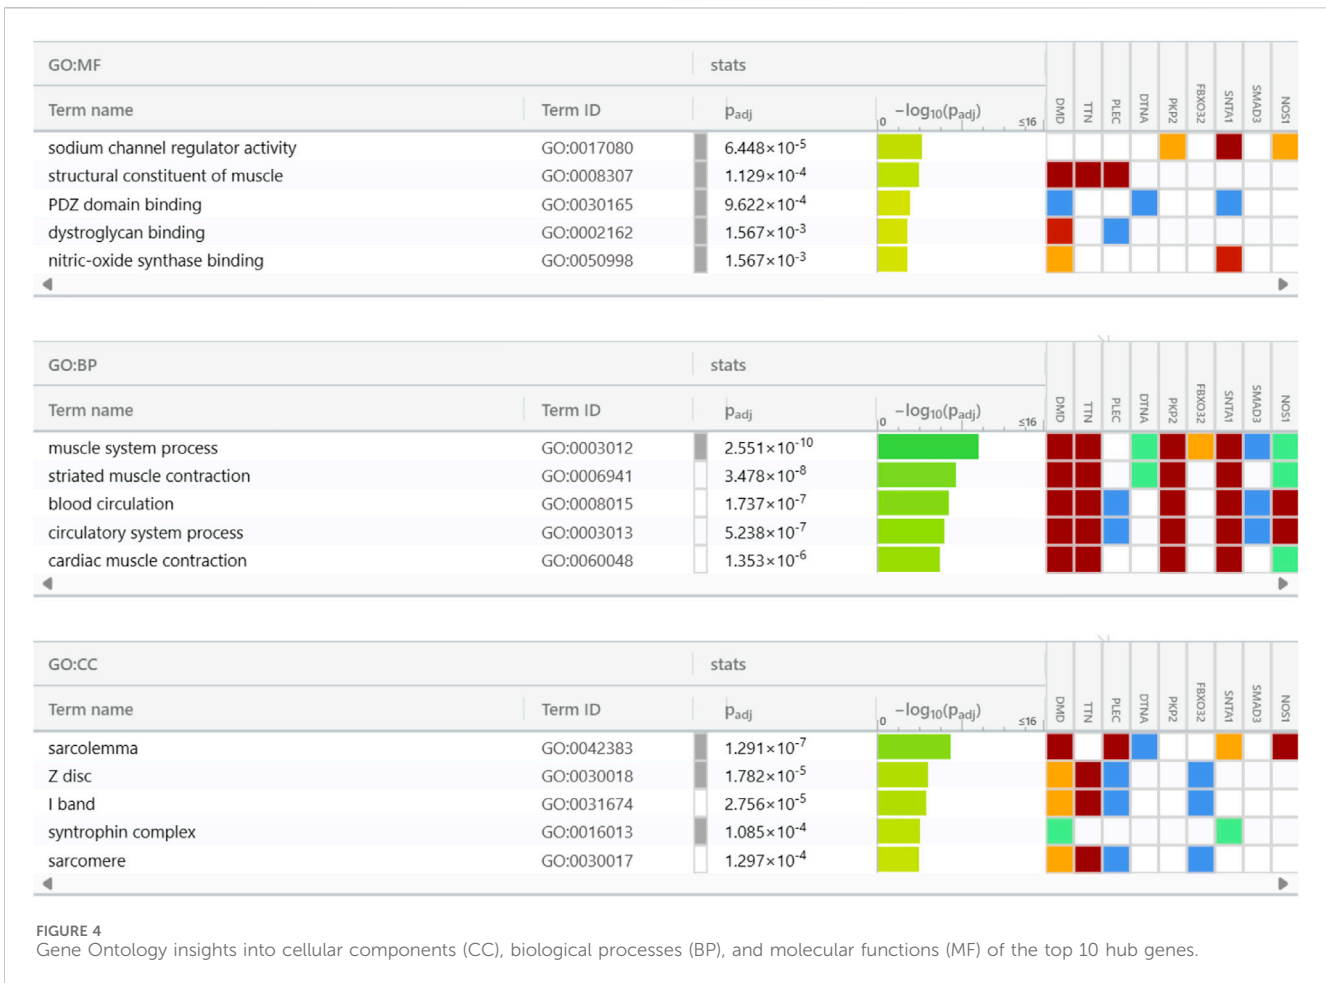 GO:MF stats
Term name Term ID p_adj −log₁₀(p_adj) 0 ≤16 DMD TTN PLEC DTNA PKP2 FBXO32 SNTA1 SMAD3 NOS1
sodium channel regulator activity GO:0017080 6.448×10⁻⁵
structural constituent of muscle GO:0008307 1.129×10⁻⁴
PDZ domain binding GO:0030165 9.622×10⁻⁴
dystroglycan binding GO:0002162 1.567×10⁻³
nitric-oxide synthase binding GO:0050998 1.567×10⁻³
GO:BP stats
Term name Term ID p_adj −log₁₀(p_adj) 0 ≤16 DMD TTN PLEC DTNA PKP2 FBXO32 SNTA1 SMAD3 NOS1
muscle system process GO:0003012 2.551×10⁻¹⁰
striated muscle contraction GO:0006941 3.478×10⁻⁸
blood circulation GO:0008015 1.737×10⁻⁷
circulatory system process GO:0003013 5.238×10⁻⁷
cardiac muscle contraction GO:0060048 1.353×10⁻⁶
GO:CC stats
Term name Term ID p_adj −log₁₀(p_adj) 0 ≤16 DMD TTN PLEC DTNA PKP2 FBXO32 SNTA1 SMAD3 NOS1
sarcolemma GO:0042383 1.291×10⁻⁷
Z disc GO:0030018 1.782×10⁻⁵
I band GO:0031674 2.756×10⁻⁵
syntrophin complex GO:0016013 1.085×10⁻⁴
sarcomere GO:0030017 1.297×10⁻⁴
FIGURE 4
Gene Ontology insights into cellular components (CC), biological processes (BP), and molecular functions (MF) of the top 10 hub genes.